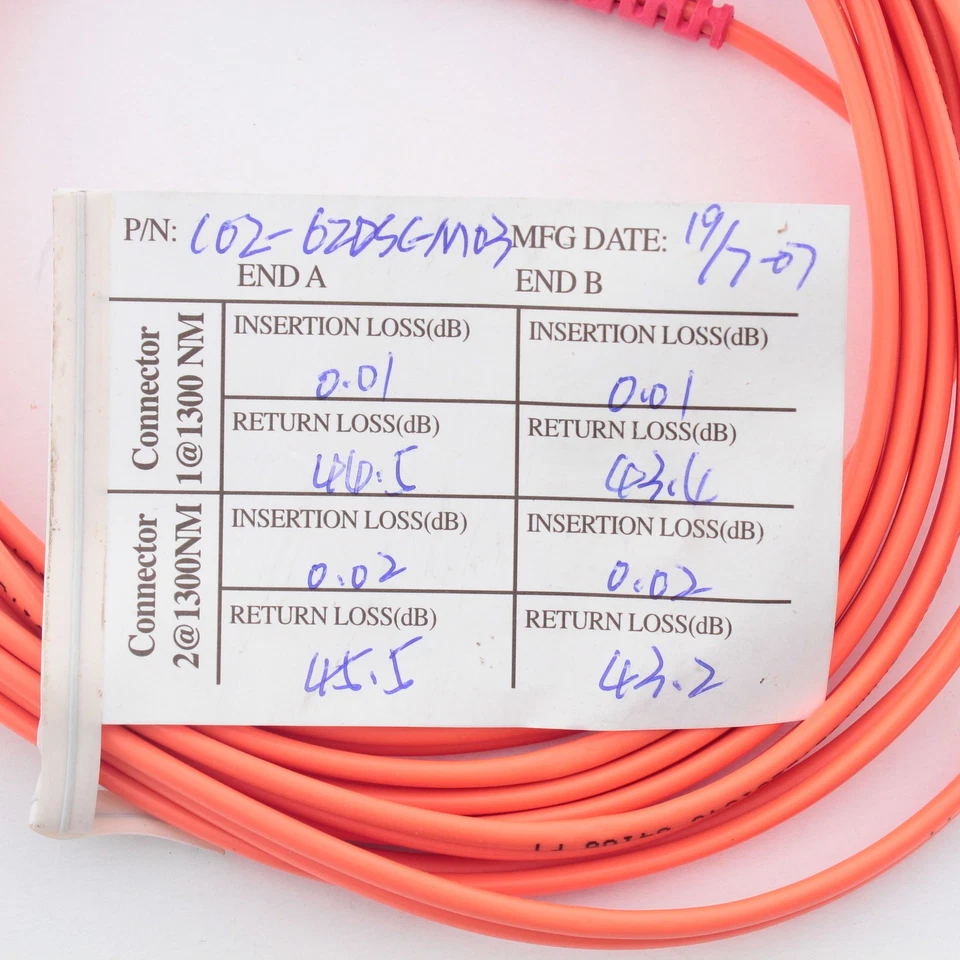 P/N: C02-62DSC-M03 MFG DATE: 19/7-07
END A END B
Connector 1@1300 NM
INSERTION LOSS(dB) INSERTION LOSS(dB)
0.01 0.01
RETURN LOSS(dB) RETURN LOSS(dB)
44.5 43.4
Connector 2@1300NM
INSERTION LOSS(dB) INSERTION LOSS(dB)
0.02 0.02
RETURN LOSS(dB) RETURN LOSS(dB)
45.5 43.2